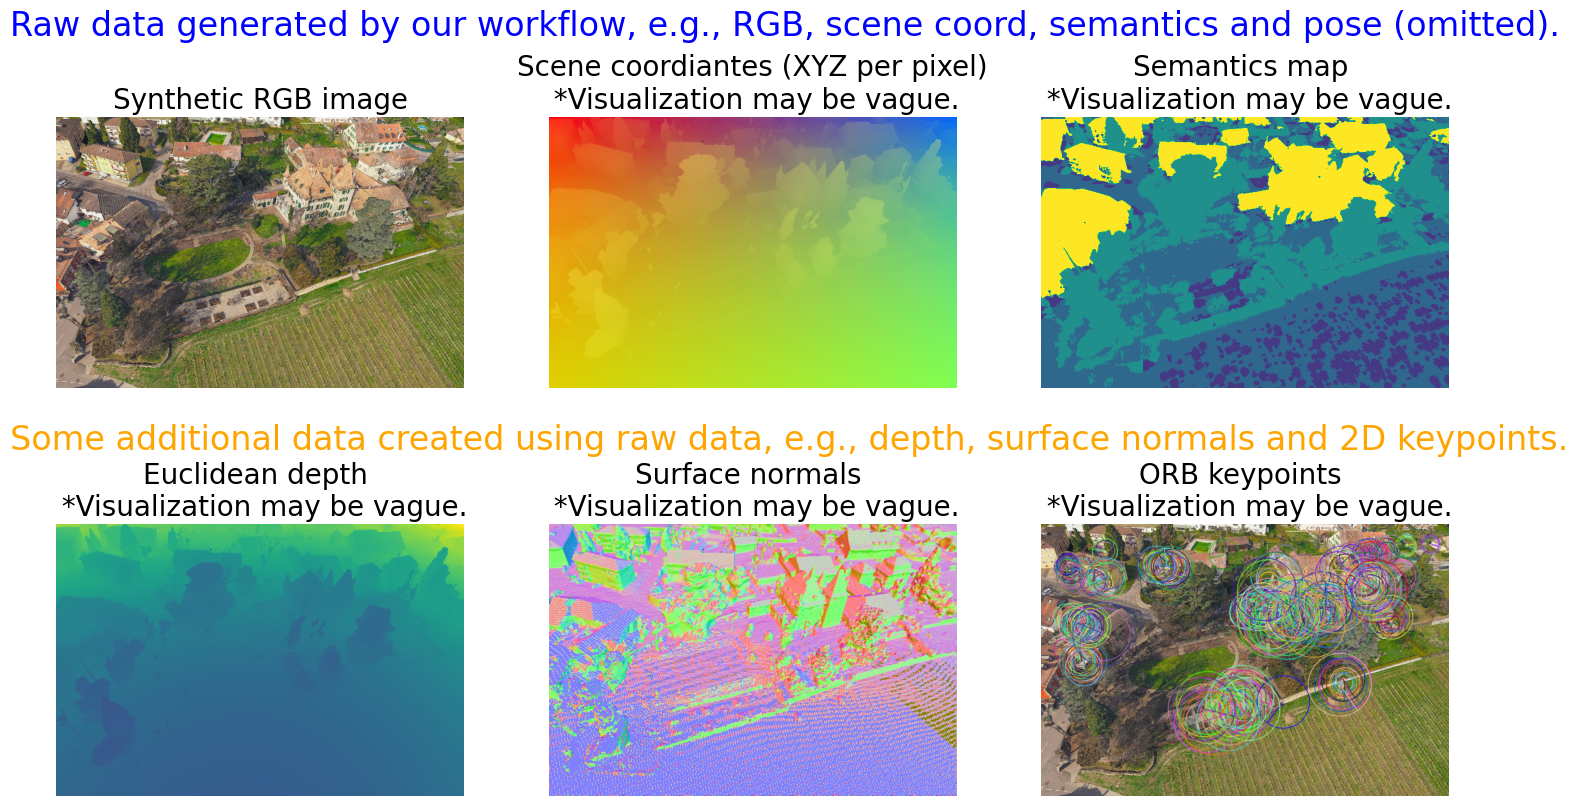 Raw data generated by our workflow, e.g., RGB, scene coord, semantics and pose (omitted).
Synthetic RGB image
Scene coordiantes (XYZ per pixel)
*Visualization may be vague.
Semantics map
*Visualization may be vague.
Some additional data created using raw data, e.g., depth, surface normals and 2D keypoints.
Euclidean depth
*Visualization may be vague.
Surface normals
*Visualization may be vague.
ORB keypoints
*Visualization may be vague.